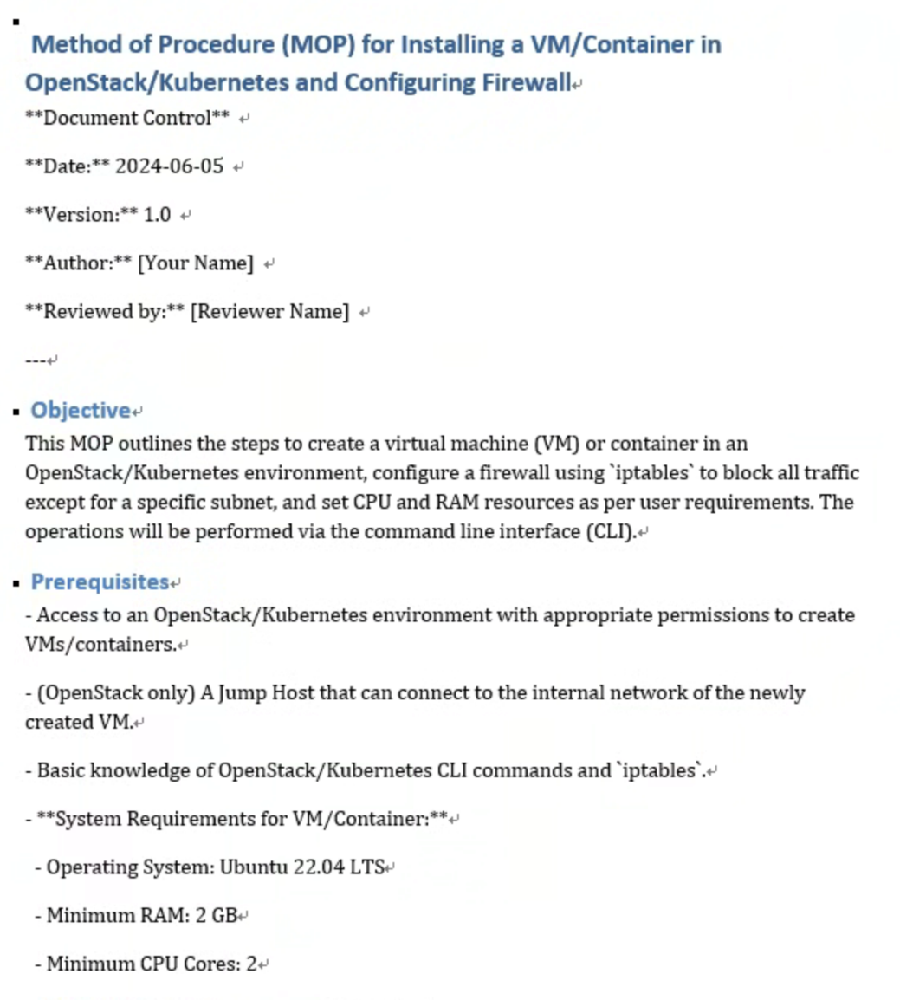 Method of Procedure (MOP) for Installing a VM/Container in
OpenStack/Kubernetes and Configuring Firewall
**Document Control**
**Date:** 2024-06-05
**Version:** 1.0
**Author:** [Your Name]
**Reviewed by:** [Reviewer Name]
---
Objective
This MOP outlines the steps to create a virtual machine (VM) or container in an
OpenStack/Kubernetes environment, configure a firewall using `iptables` to block all traffic
except for a specific subnet, and set CPU and RAM resources as per user requirements. The
operations will be performed via the command line interface (CLI).
Prerequisites
- Access to an OpenStack/Kubernetes environment with appropriate permissions to create
VMs/containers.
- (OpenStack only) A Jump Host that can connect to the internal network of the newly
created VM.
- Basic knowledge of OpenStack/Kubernetes CLI commands and `iptables`.
- **System Requirements for VM/Container:**
- Operating System: Ubuntu 22.04 LTS
- Minimum RAM: 2 GB
- Minimum CPU Cores: 2